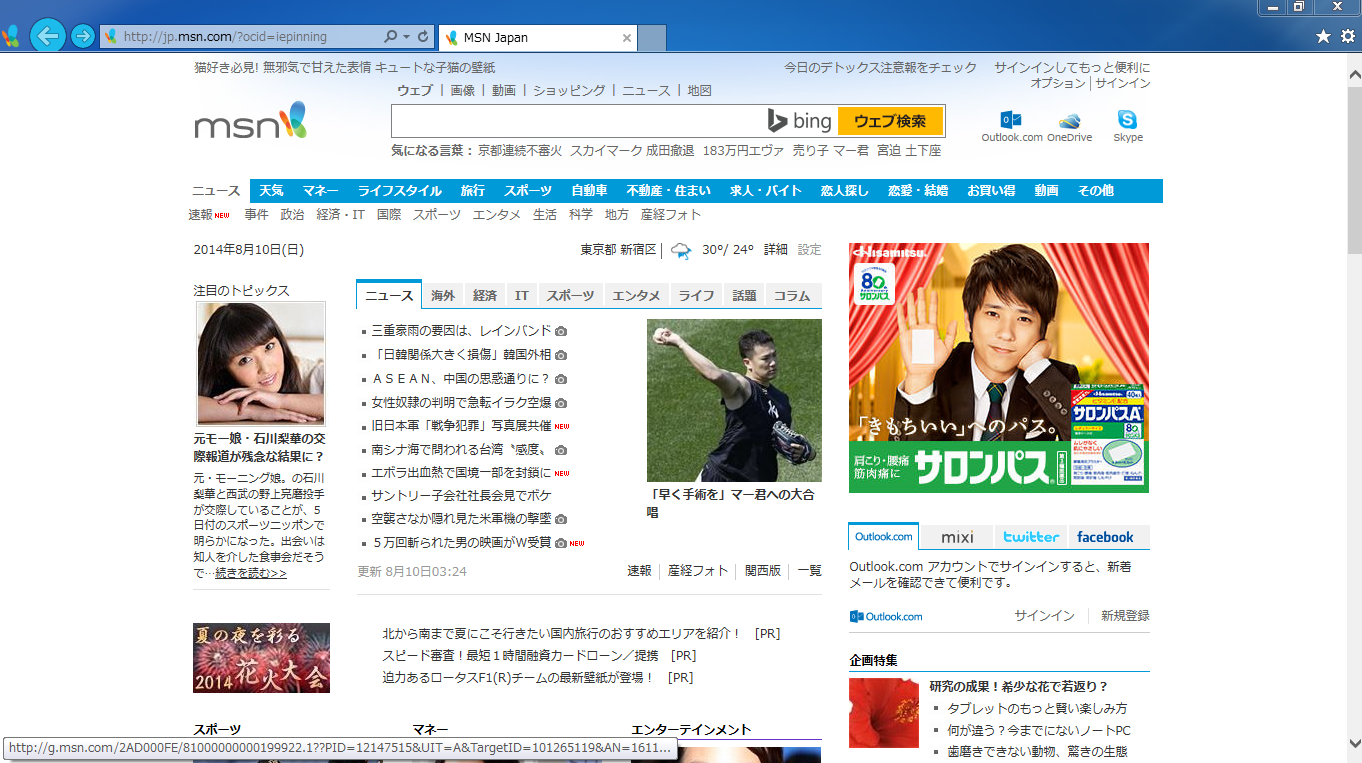 http://jp.msn.com/?ocid=iepinning
MSN Japan
猫好き必見! 無邪気で甘えた表情 キュートな子猫の壁紙
今日のデトックス注意報をチェック
サインインしてもっと便利に
オプション | サインイン
ウェブ | 画像 | 動画 | ショッピング | ニュース | 地図
msn
bing
ウェブ検索
Outlook.com OneDrive Skype
気になる言葉： 京都連続不審火 スカイマーク 成田撤退 183万円エヴァ 売り子 マー君 宮迫 土下座
ニュース 天気 マネー ライフスタイル 旅行 スポーツ 自動車 不動産・住まい 求人・バイト 恋人探し 恋愛・結婚 お買い得 動画 その他
速報 NEW 事件 政治 経済・IT 国際 スポーツ エンタメ 生活 科学 地方 産経フォト
2014年8月10日(日)
東京都 新宿区 | 30°/ 24° 詳細 設定
注目のトピックス
元モー娘・石川梨華の交
際報道が残念な結果に？
元・モーニング娘。の石川
梨華と西武の野上亮磨投手
が交際していることが、5
日付のスポーツニッポンで
明らかになった。出会いは
知人を介した食事会だそう
で…続きを読む>>
ニュース 海外 経済 IT スポーツ エンタメ ライフ 話題 コラム
三重豪雨の要因は、レインバンド
「日韓関係大きく損傷」韓国外相
ＡＳＥＡＮ、中国の思惑通りに？
女性奴隷の判明で急転イラク空爆
旧日本軍「戦争犯罪」写真展共催 NEW
南シナ海で問われる台湾〝感度〟
エボラ出血熱で国境一部を封鎖に NEW
サントリー子会社社長会見でボケ
空襲さなか隠れ見た米軍機の撃墜
５万回斬られた男の映画がW受賞 NEW
「早く手術を」マー君への大合
唱
更新 8月10日03:24
速報 | 産経フォト | 関西版 | 一覧
Hisamitsu
80
サロンパス
「きもちいい」へのパス。
肩こり・腰痛
筋肉痛に
サロンパス
サロンパスA
Outlook.com mixi twitter facebook
Outlook.com アカウントでサインインすると、新着
メールを確認できて便利です。
Outlook.com
サインイン | 新規登録
夏の夜を彩る
2014 花火大会
北から南まで夏にこそ行きたい国内旅行のおすすめエリアを紹介！ [PR]
スピード審査！最短１時間融資カードローン／提携 [PR]
迫力あるロータスF1(R)チームの最新壁紙が登場！ [PR]
企画特集
研究の成果！希少な花で若返り？
タブレットのもっと賢い楽しみ方
何が違う？今までにないノートPC
歯磨きできない動物、驚きの生態
スポーツ
マネー
エンターテインメント
http://g.msn.com/2AD000FE/81000000000199922.1??PID=12147515&UIT=A&TargetID=101265119&AN=1611...